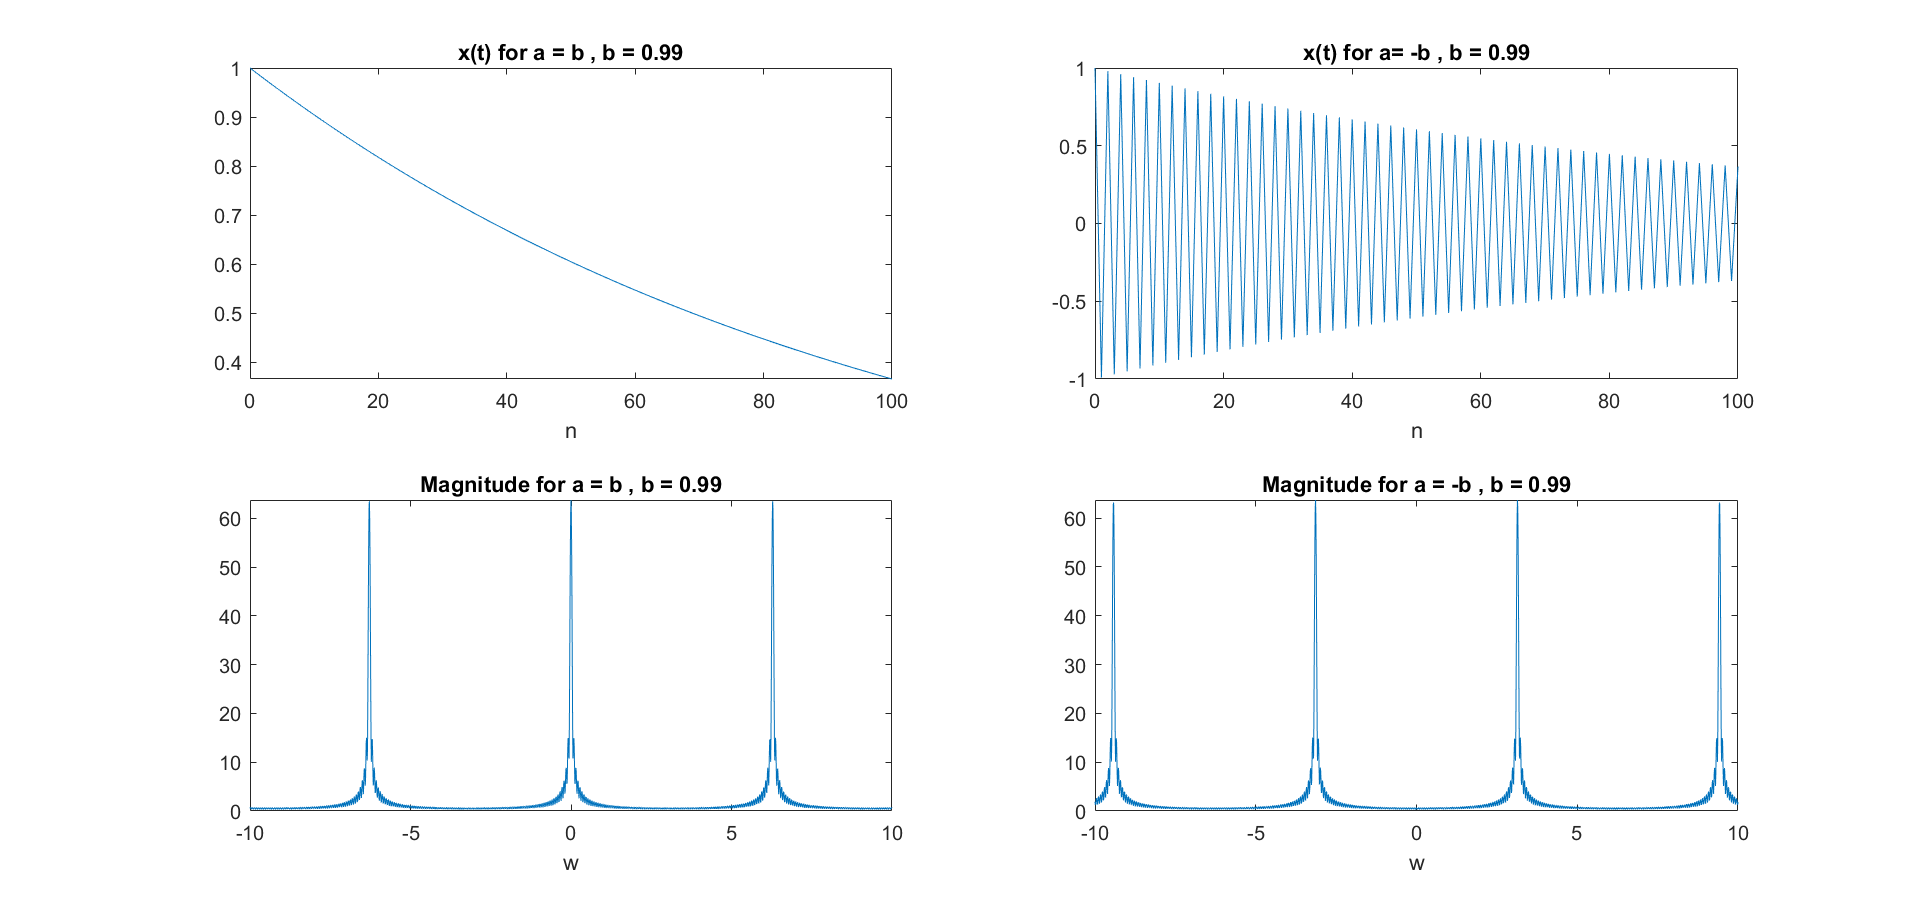 x(t) for a = b , b = 0.99
1
0.9
0.8
0.7
0.6
0.5
0.4
0 20 40 60 80 100
n
x(t) for a= -b , b = 0.99
1
0.5
0
-0.5
-1
0 20 40 60 80 100
n
Magnitude for a = b , b = 0.99
60
50
40
30
20
10
0
-10 -5 0 5 10
w
Magnitude for a = -b , b = 0.99
60
50
40
30
20
10
0
-10 -5 0 5 10
w